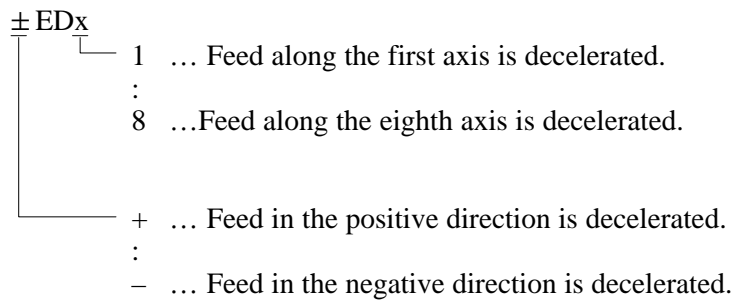 ± EDx
1 … Feed along the first axis is decelerated.
:
8 …Feed along the eighth axis is decelerated.
+ … Feed in the positive direction is decelerated.
:
– … Feed in the negative direction is decelerated.